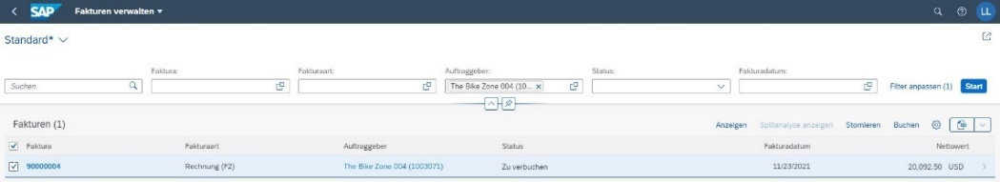 SAP Fakturen verwalten LL
Standard*
Faktura: Fakturaart: Auftraggeber: Status: Fakturadatum:
Suchen The Bike Zone 004 (10... × Filter anpassen (1) Start
Fakturen (1) Anzeigen Splitanalyse anzeigen Stornieren Buchen
Faktura Fakturaart Auftraggeber Status Fakturadatum Nettowert
90000004 Rechnung (F2) The Bike Zone 004 (1003071) Zu verbuchen 11/23/2021 20,092.50 USD